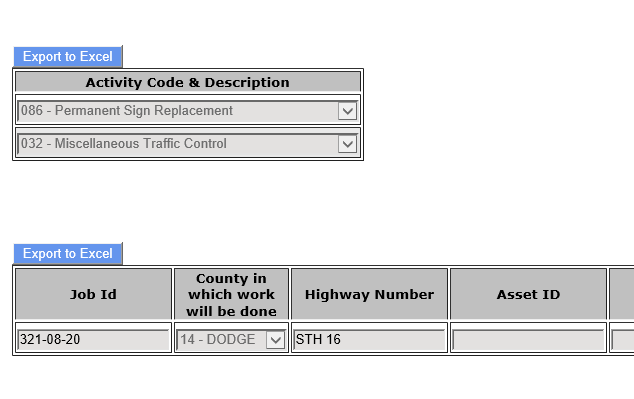 Export to Excel
Activity Code & Description
086 - Permanent Sign Replacement
032 - Miscellaneous Traffic Control
Export to Excel
Job Id
County in
which work
will be done
Highway Number
Asset ID
321-08-20
14 - DODGE
STH 16